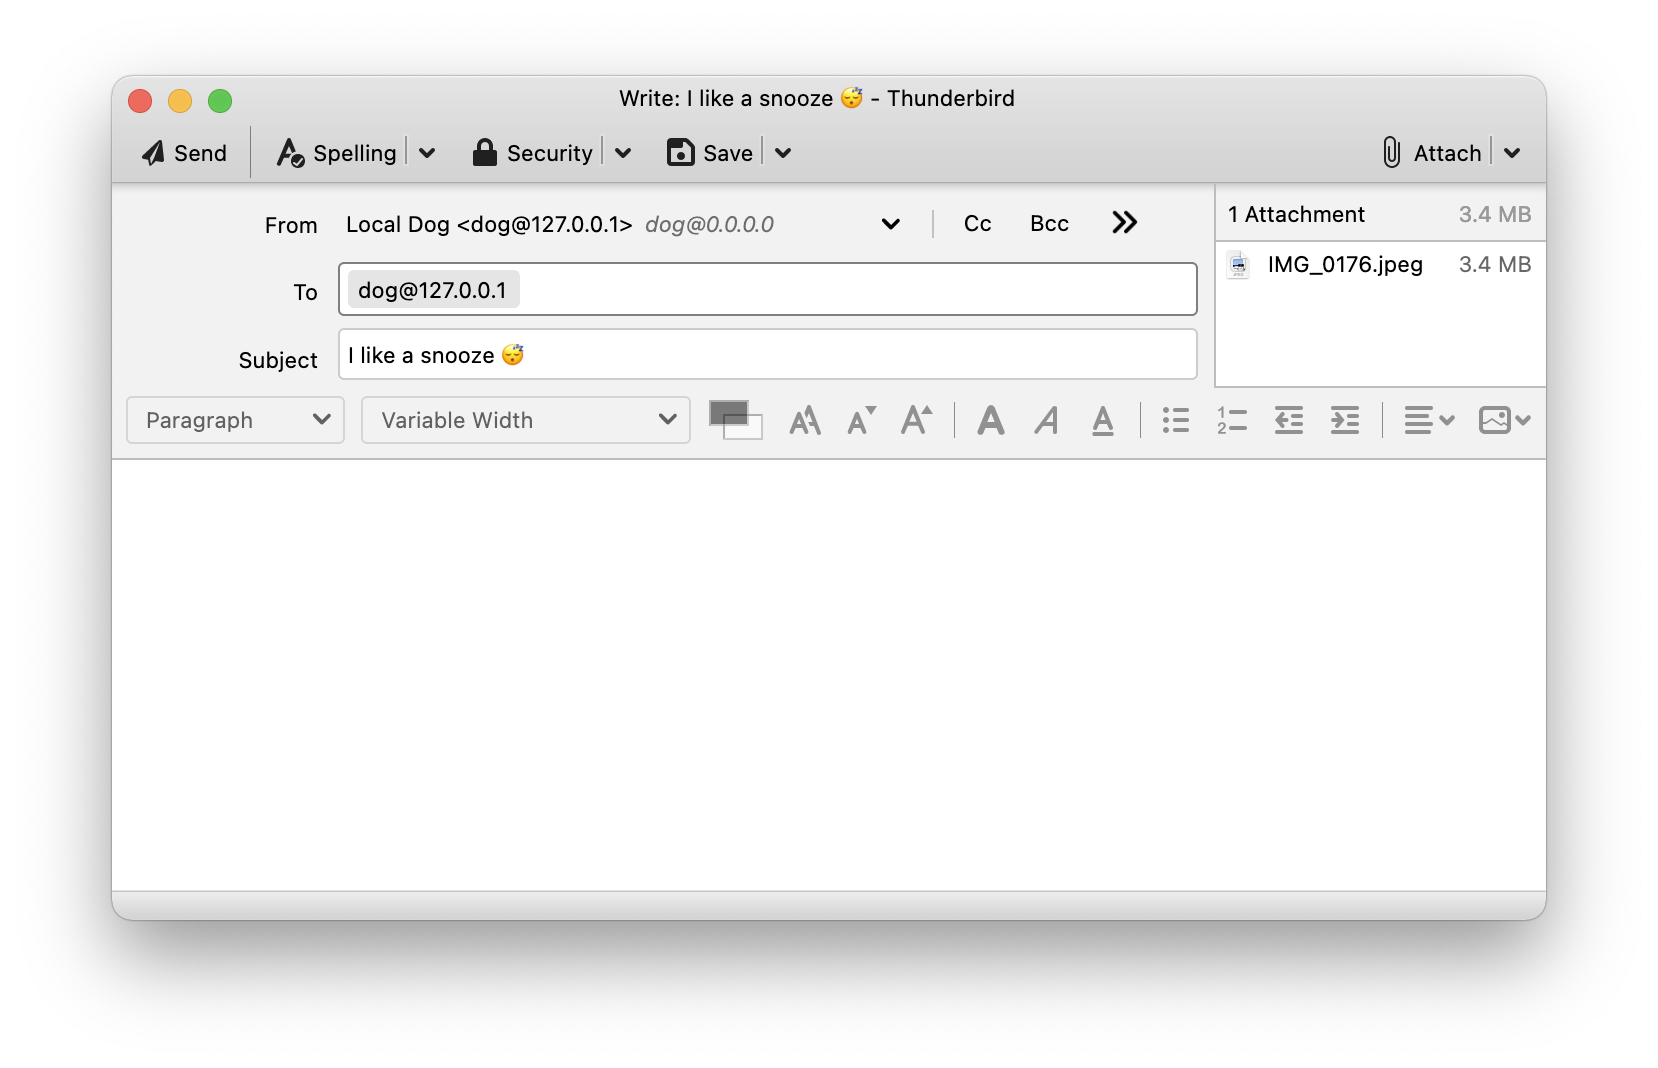 Write: I like a snooze 😴 - Thunderbird
Send Spelling Security Save Attach
From Local Dog <dog@127.0.0.1> dog@0.0.0.0 Cc Bcc
1 Attachment 3.4 MB
IMG_0176.jpeg 3.4 MB
To dog@127.0.0.1
Subject I like a snooze 😴
Paragraph Variable Width